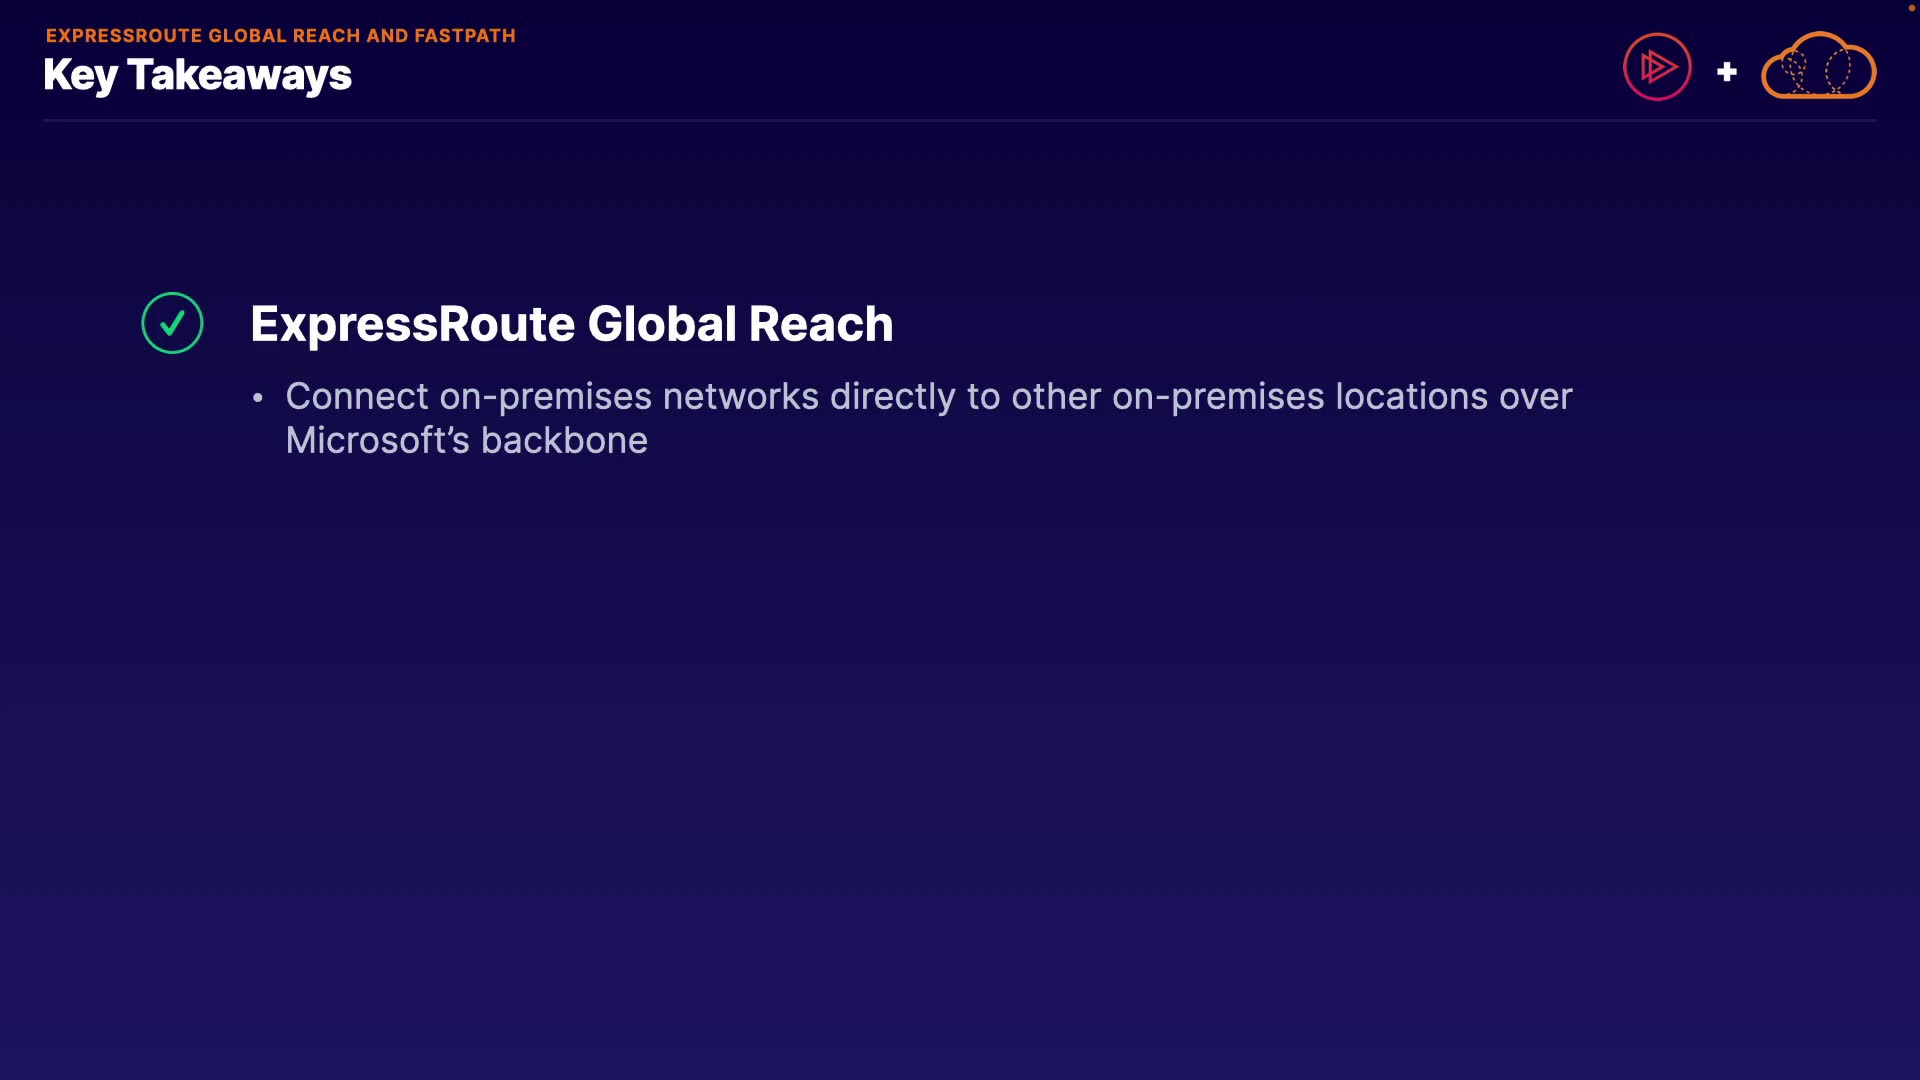 EXPRESSROUTE GLOBAL REACH AND FASTPATH
Key Takeaways
+
ExpressRoute Global Reach
• Connect on-premises networks directly to other on-premises locations over
Microsoft’s backbone